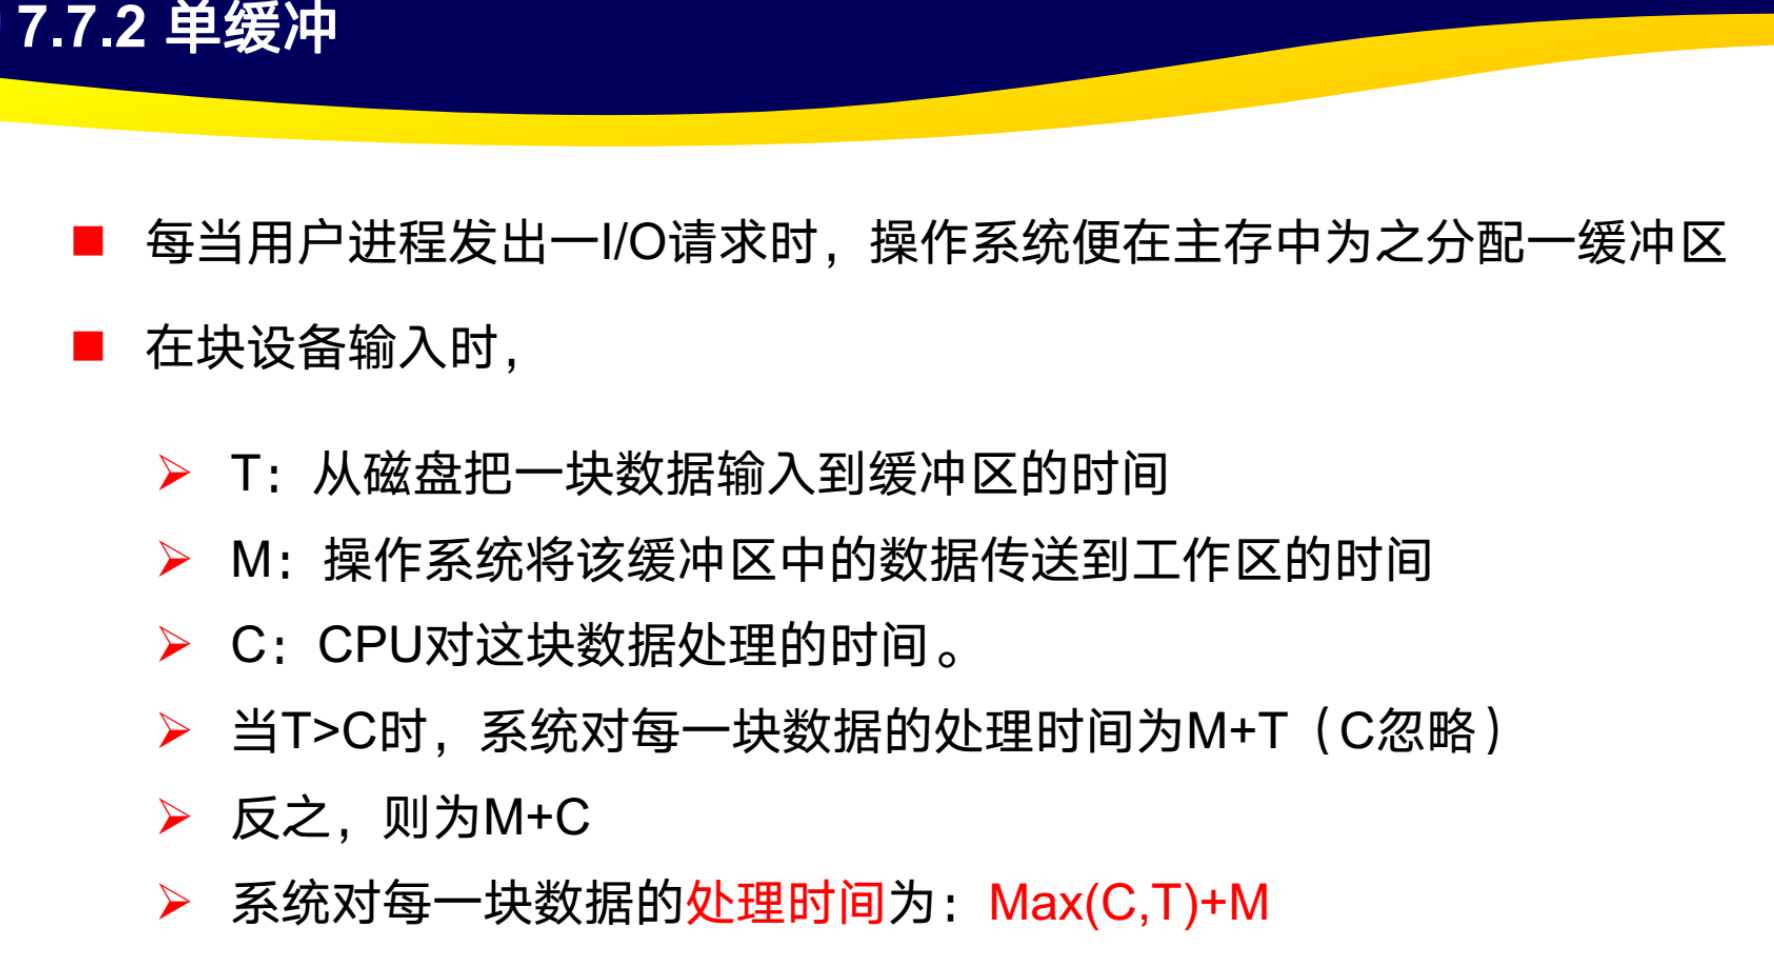 7.7.2 单缓冲
每当用户进程发出一I/O请求时，操作系统便在主存中为之分配一缓冲区
在块设备输入时，
T：从磁盘把一块数据输入到缓冲区的时间
M：操作系统将该缓冲区中的数据传送到工作区的时间
C：CPU对这块数据处理的时间。
当T>C时，系统对每一块数据的处理时间为M+T（C忽略）
反之，则为M+C
系统对每一块数据的处理时间为：Max(C,T)+M